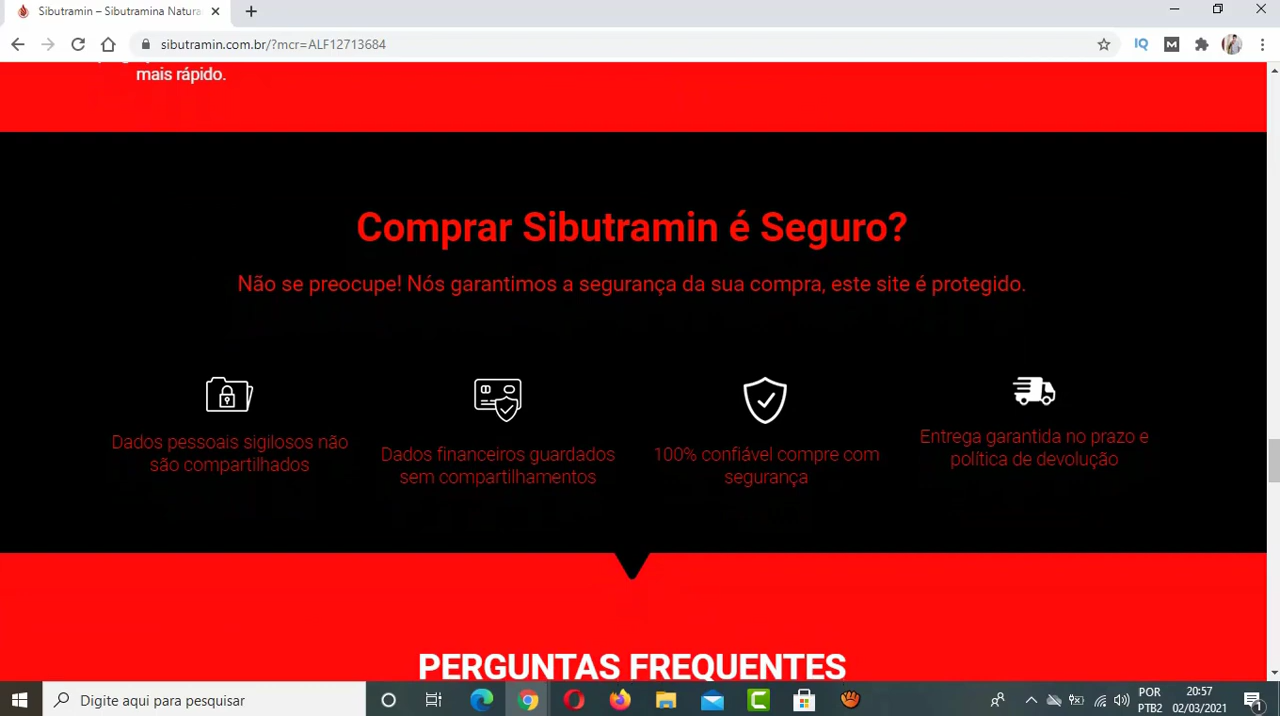 Sibutramin – Sibutramina Natura
sibutramin.com.br/?mcr=ALF12713684
IQ
M
mais rápido.
Comprar Sibutramin é Seguro?
Não se preocupe! Nós garantimos a segurança da sua compra, este site é protegido.
Dados pessoais sigilosos não
são compartilhados
Dados financeiros guardados
sem compartilhamentos
100% confiável compre com
segurança
Entrega garantida no prazo e
política de devolução
PERGUNTAS FREQUENTES
Digite aqui para pesquisar
POR
PTB2
20:57
02/03/2021
1